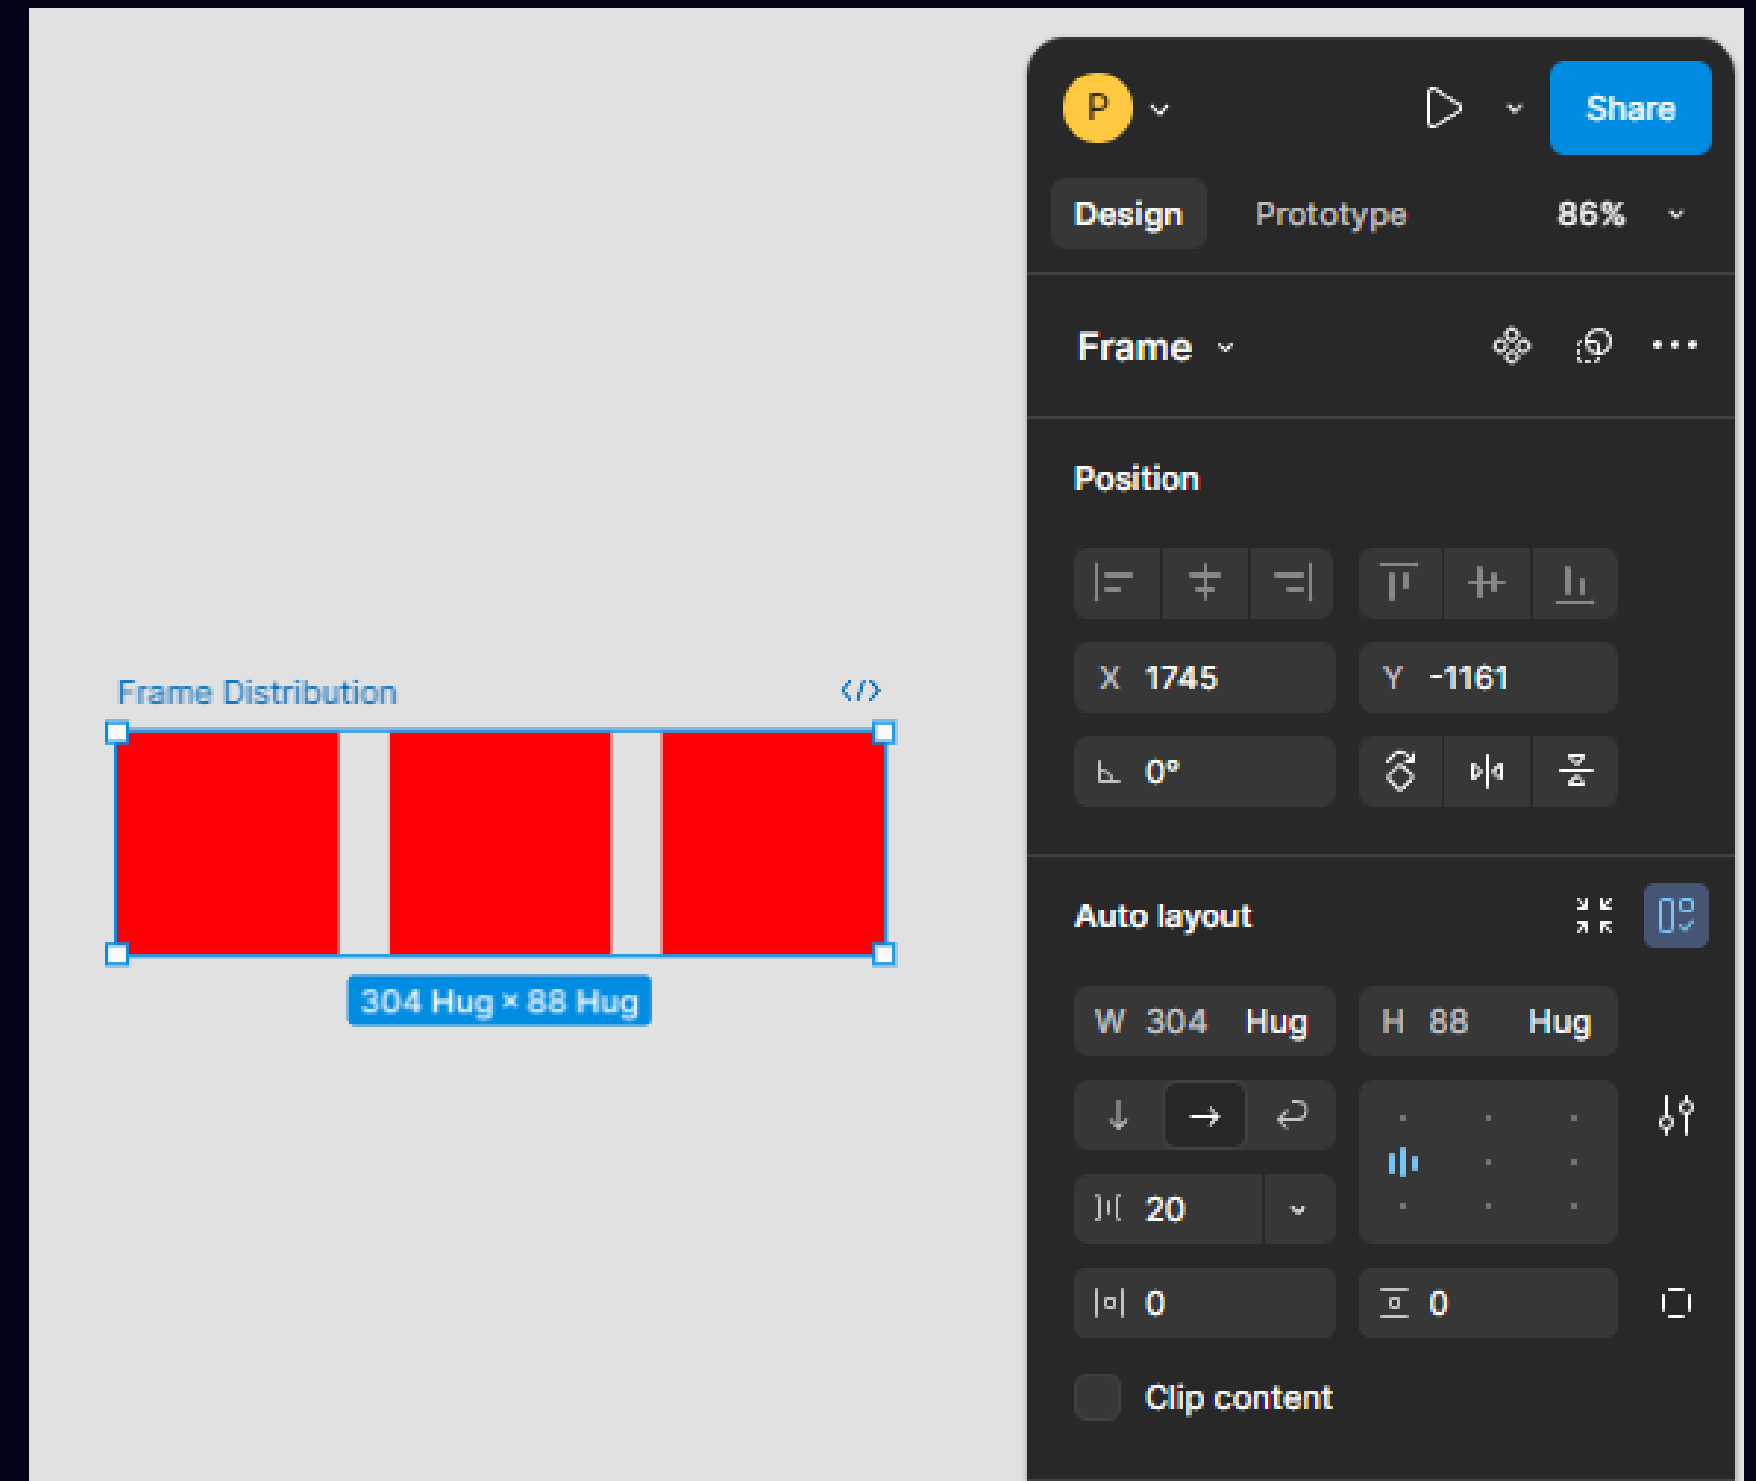 P
Share
Design Prototype 86%
Frame
Position
X 1745 Y -1161
0°
Frame Distribution
304 Hug × 88 Hug
Auto layout
W 304 Hug H 88 Hug
20
0 0
Clip content